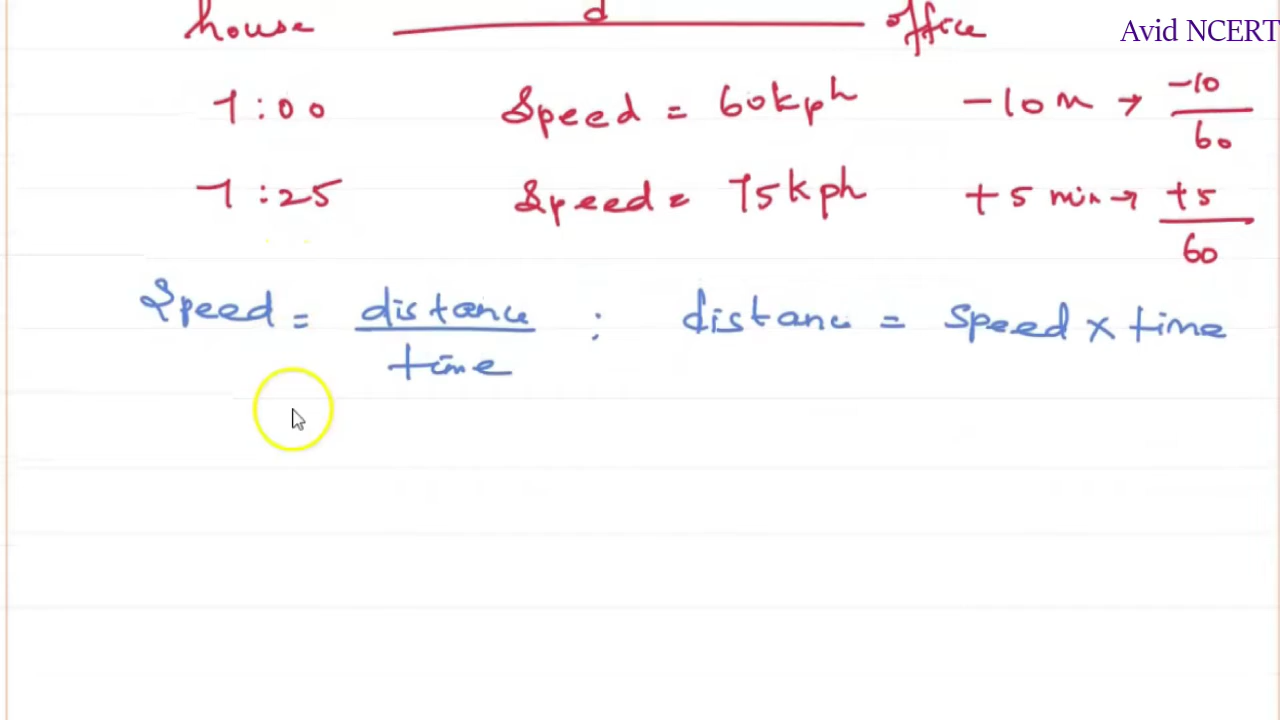 Avid NCERT
house d office
7:00 Speed = 60kph -10m → -10/60
7:25 Speed = 75kph +5 min → +5/60
Speed = distance/time ; distance = speed × time